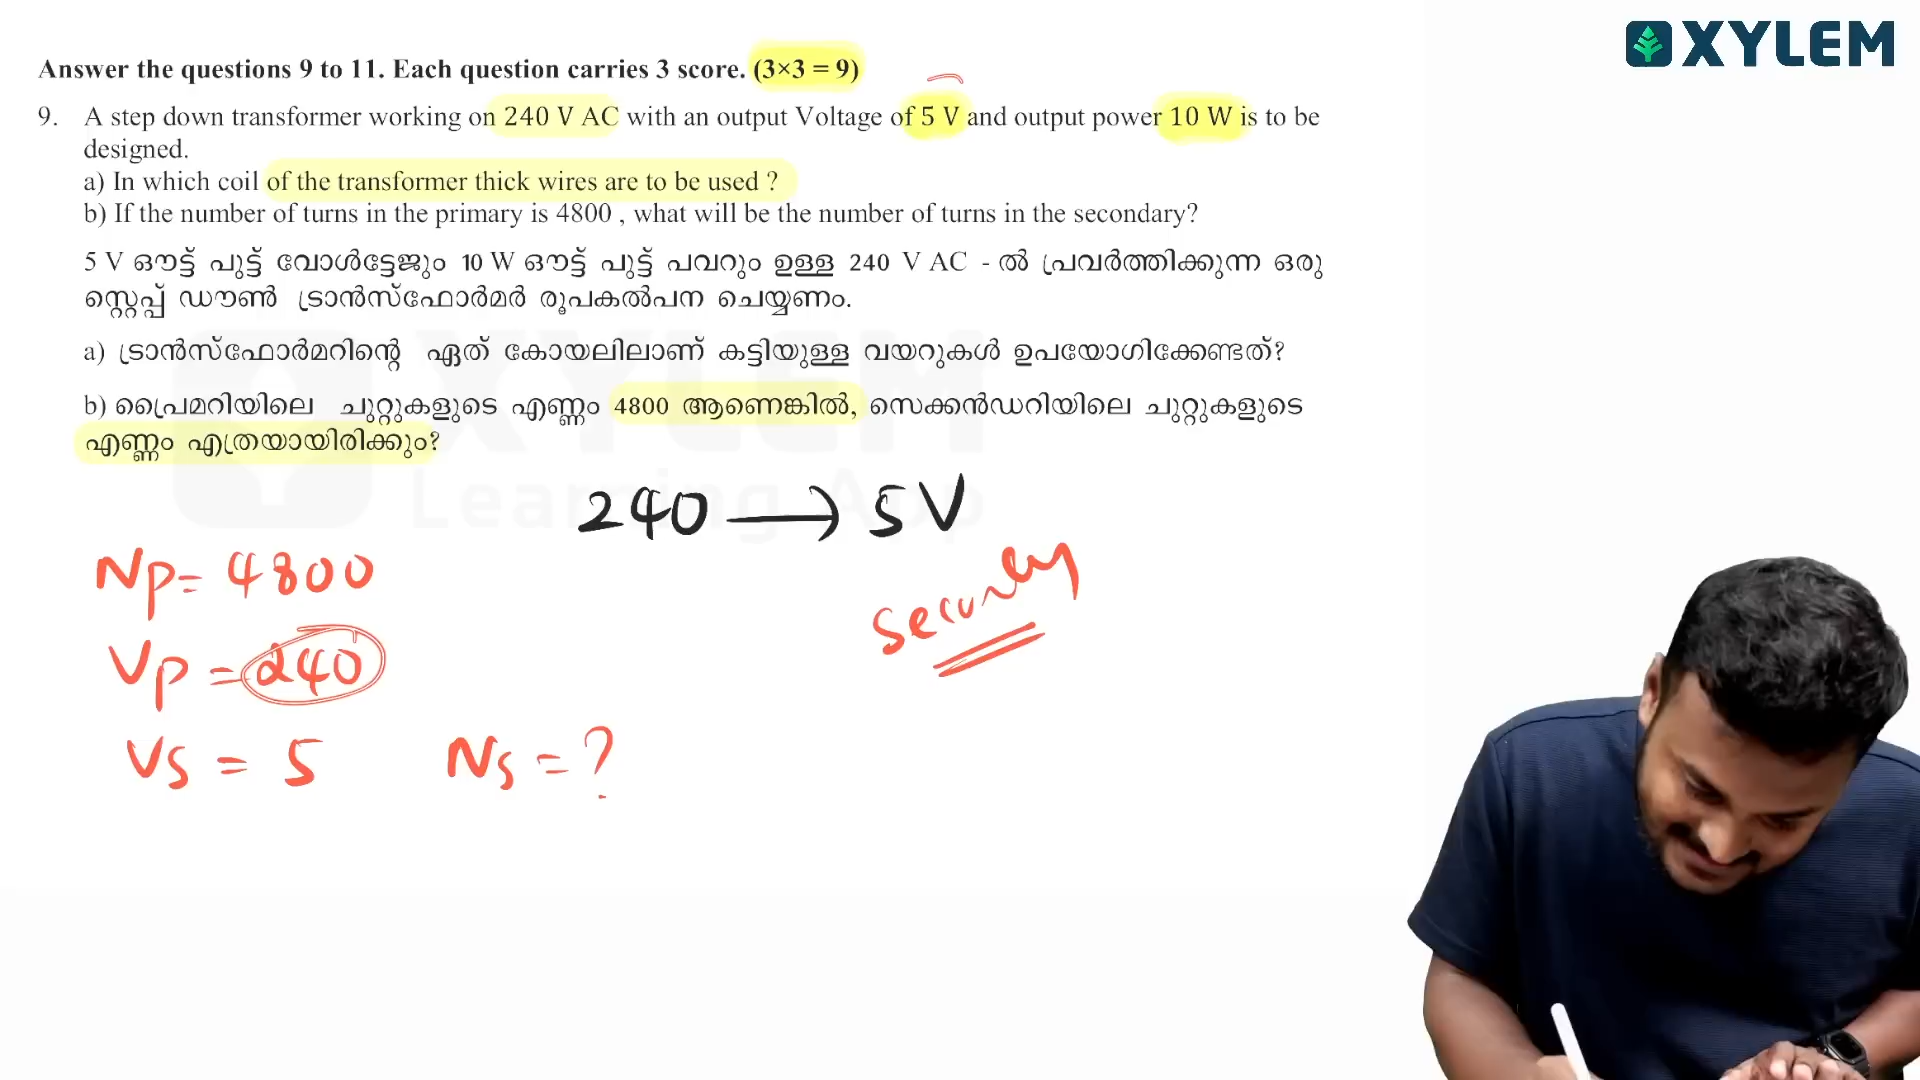 XYLEM
Answer the questions 9 to 11. Each question carries 3 score. (3×3 = 9)
9. A step down transformer working on 240 V AC with an output Voltage of 5 V and output power 10 W is to be
designed.
a) In which coil of the transformer thick wires are to be used ?
b) If the number of turns in the primary is 4800 , what will be the number of turns in the secondary?
5 V ഔട്ട് പുട്ട് വോൾട്ടേജും 10 W ഔട്ട് പുട്ട് പവറും ഉള്ള 240 V AC - ൽ പ്രവർത്തിക്കുന്ന ഒരു
സ്റ്റെപ്പ് ഡൗൺ ട്രാൻസ്ഫോർമർ രൂപകൽപന ചെയ്യണം.
a) ട്രാൻസ്ഫോർമറിന്റെ ഏത് കോയലിലാണ് കട്ടിയുള്ള വയറുകൾ ഉപയോഗിക്കേണ്ടത്?
b) പ്രൈമറിയിലെ ചുറ്റുകളുടെ എണ്ണം 4800 ആണെങ്കിൽ, സെക്കൻഡറിയിലെ ചുറ്റുകളുടെ
എണ്ണം എത്രയായിരിക്കും?
XYLEM
Learning App
240 → 5 V
Np = 4800
Vp = 240
Vs = 5 Ns = ?